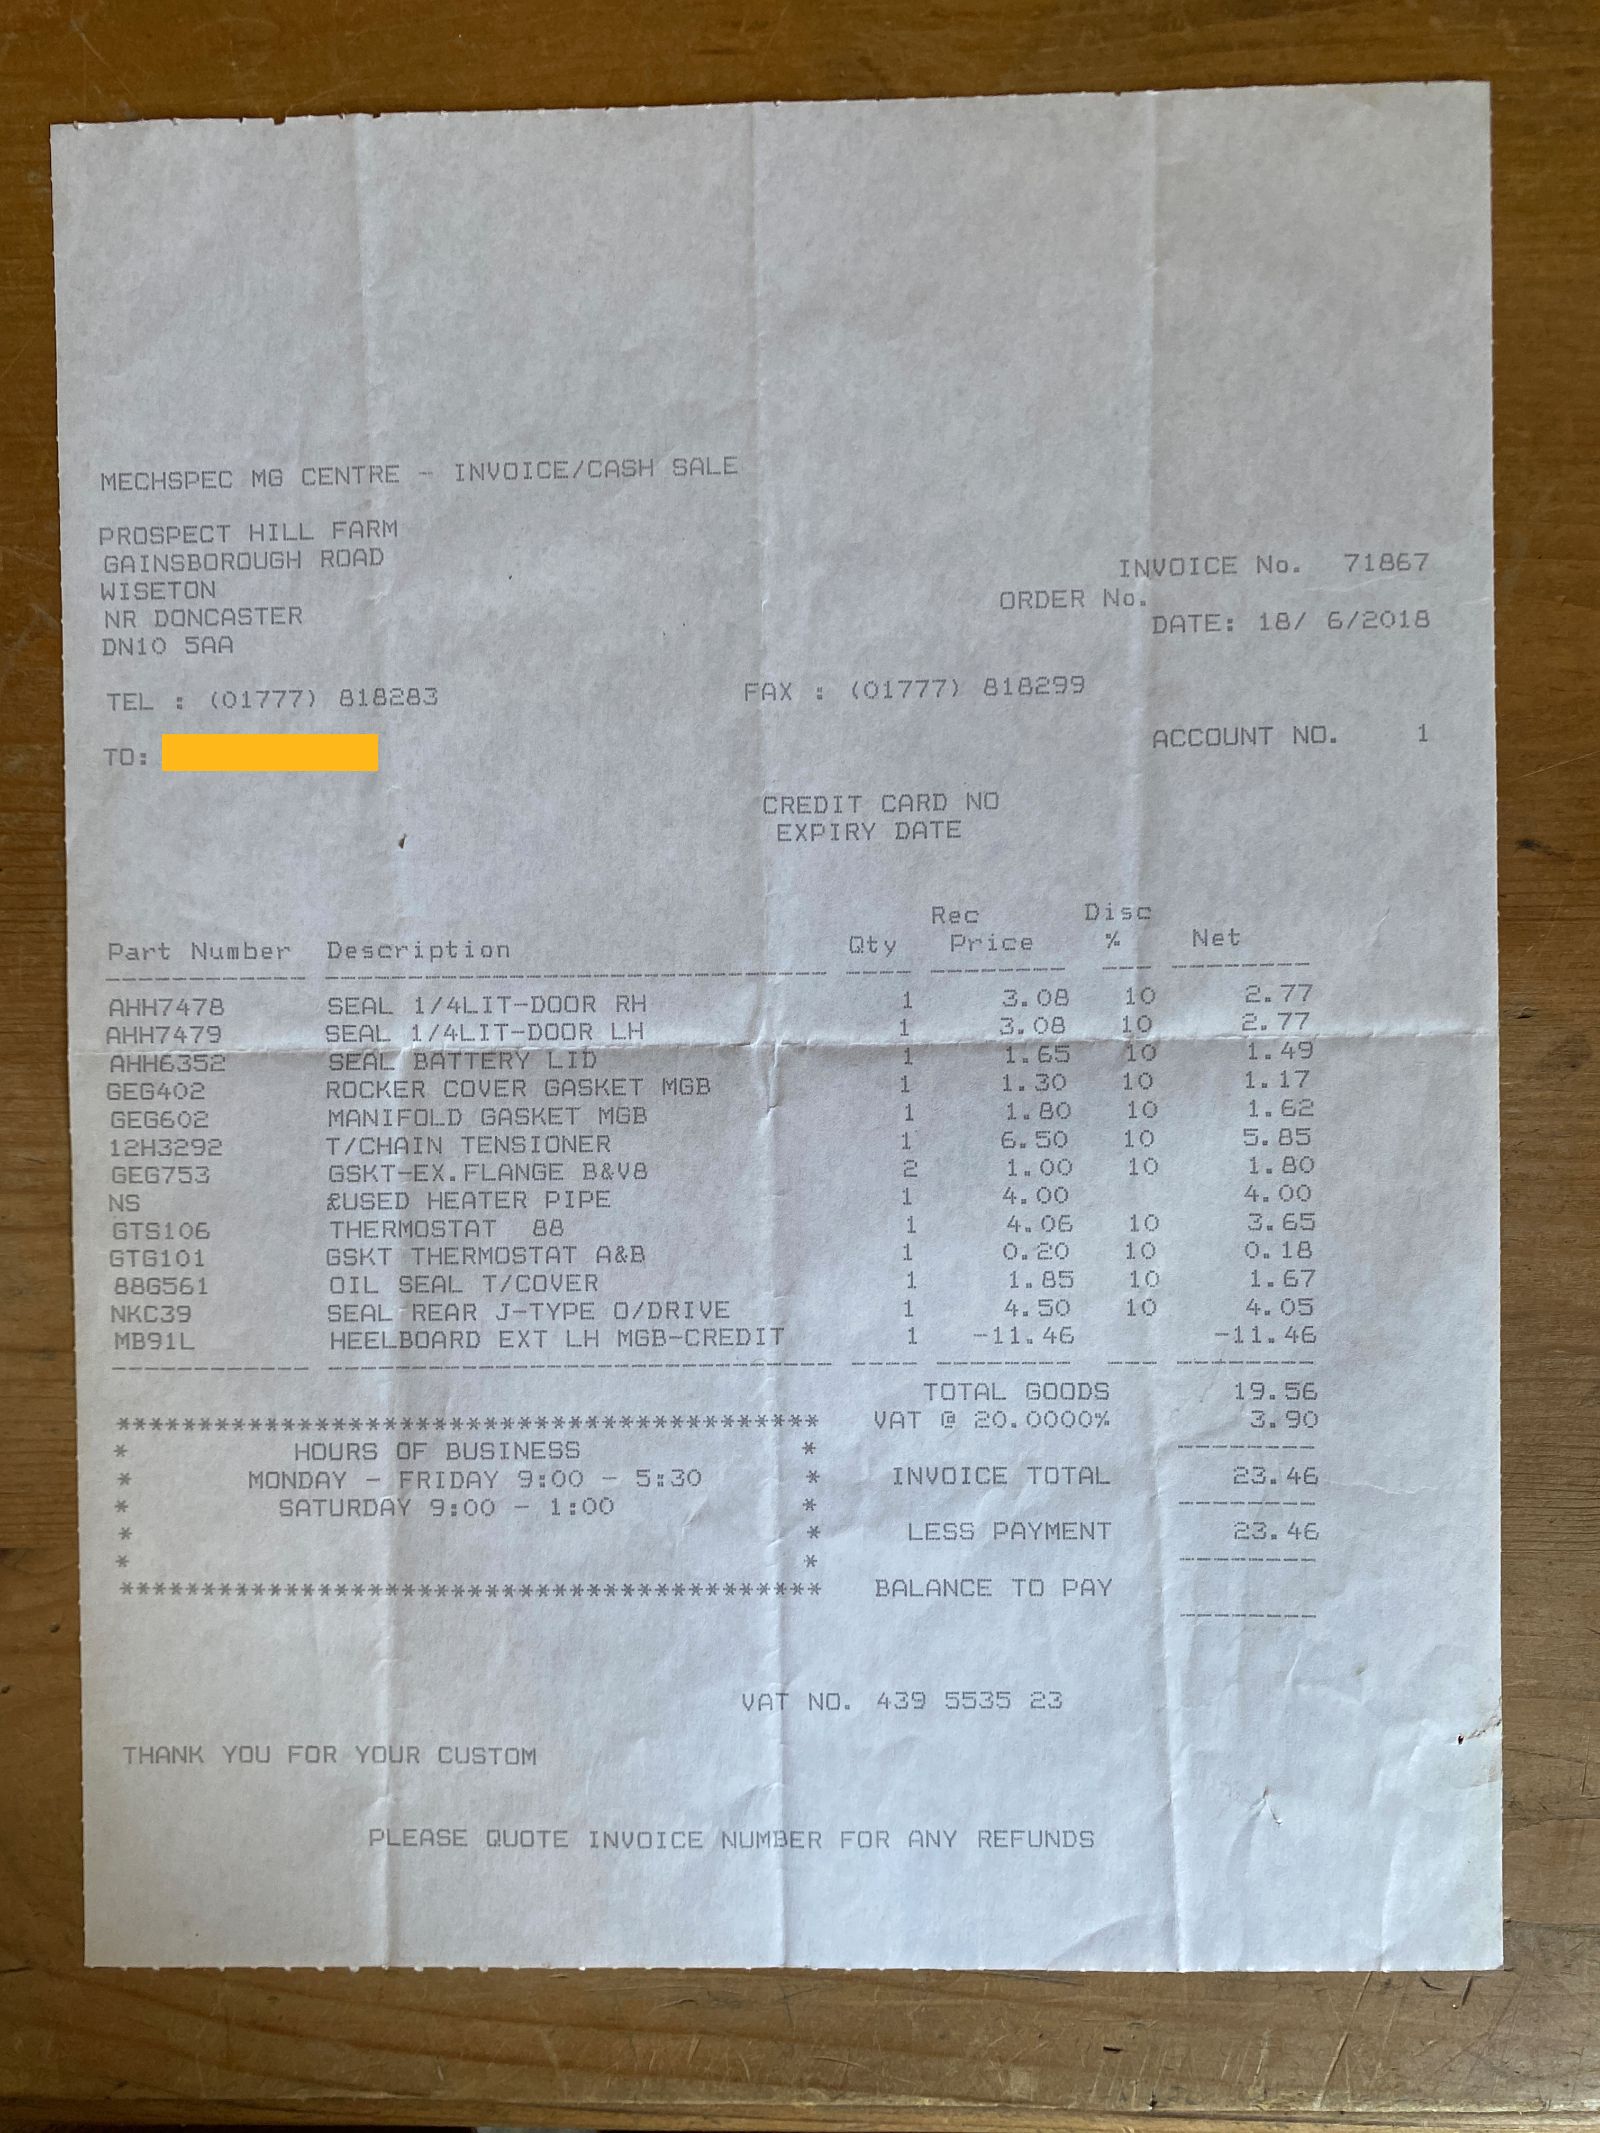 MECHSPEC MG CENTRE - INVOICE/CASH SALE
PROSPECT HILL FARM
GAINSBOROUGH ROAD
WISETON
NR DONCASTER
DN10 5AA
INVOICE No. 71867
ORDER No.
DATE: 18/ 6/2018
TEL : (01777) 818283 FAX : (01777) 818299
TO:
ACCOUNT NO. 1
CREDIT CARD NO
EXPIRY DATE
Rec Disc
Part Number Description Qty Price % Net
AHH7478 SEAL 1/4LIT-DOOR RH 1 3.08 10 2.77
AHH7479 SEAL 1/4LIT-DOOR LH 1 3.08 10 2.77
AHH6352 SEAL BATTERY LID 1 1.65 10 1.49
GEG402 ROCKER COVER GASKET MGB 1 1.30 10 1.17
GEG602 MANIFOLD GASKET MGB 1 1.80 10 1.62
12H3292 T/CHAIN TENSIONER 1 6.50 10 5.85
GEG753 GSKT-EX.FLANGE B&V8 2 1.00 10 1.80
NS £USED HEATER PIPE 1 4.00 4.00
GTS106 THERMOSTAT 88 1 4.06 10 3.65
GTG101 GSKT THERMOSTAT A&B 1 0.20 10 0.18
88G561 OIL SEAL T/COVER 1 1.85 10 1.67
NKC39 SEAL REAR J-TYPE O/DRIVE 1 4.50 10 4.05
MB91L HEELBOARD EXT LH MGB-CREDIT 1 -11.46 -11.46
TOTAL GOODS 19.56
VAT @ 20.0000% 3.90
HOURS OF BUSINESS
MONDAY - FRIDAY 9:00 - 5:30
SATURDAY 9:00 - 1:00
INVOICE TOTAL 23.46
LESS PAYMENT 23.46
BALANCE TO PAY
VAT NO. 439 5535 23
THANK YOU FOR YOUR CUSTOM
PLEASE QUOTE INVOICE NUMBER FOR ANY REFUNDS